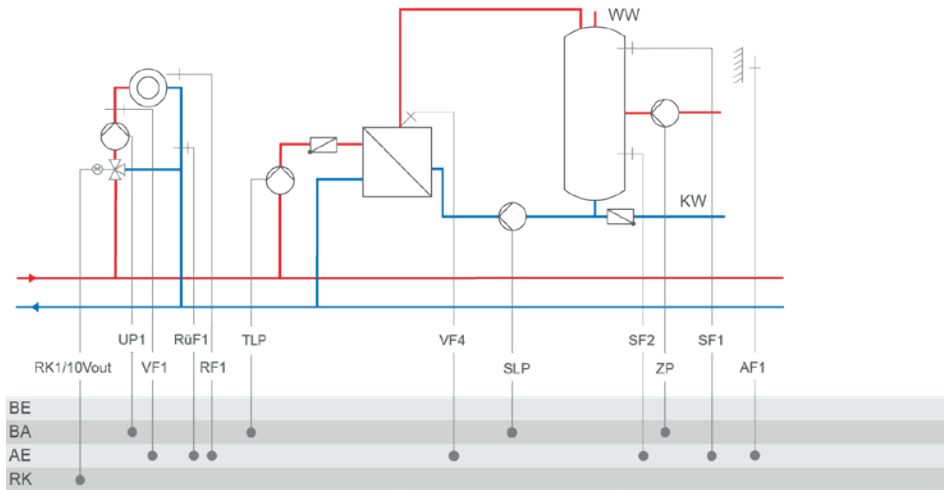 WW
KW
UP1 RüF1 TLP VF4 SF2 SF1
RK1/10Vout VF1 RF1 SLP ZP AF1
BE
BA
AE
RK